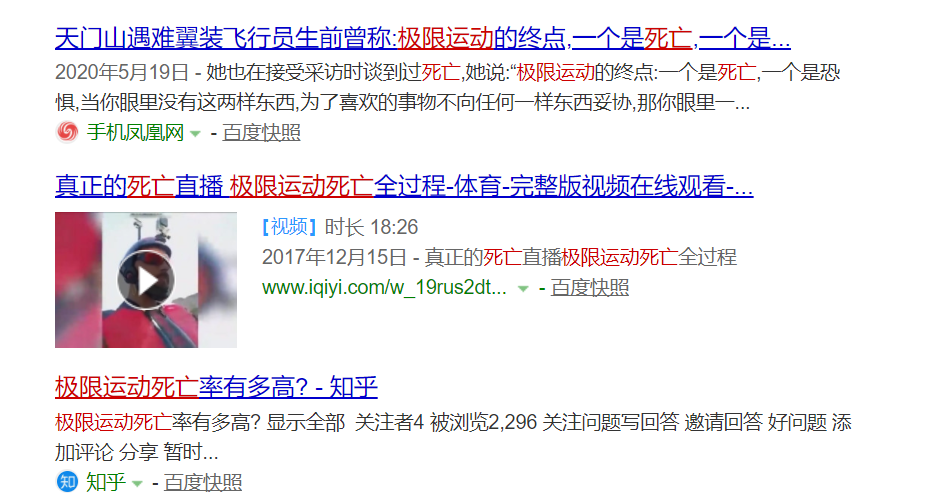 天门山遇难翼装飞行员生前曾称:极限运动的终点,一个是死亡,一个是...
2020年5月19日 - 她也在接受采访时谈到过死亡,她说:“极限运动的终点:一个是死亡,一个是恐
惧,当你眼里没有这两样东西,为了喜欢的事物不向任何一样东西妥协,那你眼里一...
手机凤凰网 - 百度快照
真正的死亡直播 极限运动死亡全过程-体育-完整版视频在线观看-...
[视频] 时长 18:26
2017年12月15日 - 真正的死亡直播极限运动死亡全过程
www.iqiyi.com/w_19rus2dt... - 百度快照
极限运动死亡率有多高? - 知乎
极限运动死亡率有多高? 显示全部 关注者4 被浏览2,296 关注问题写回答 邀请回答 好问题 添
加评论 分享 暂时...
知 知乎 - 百度快照